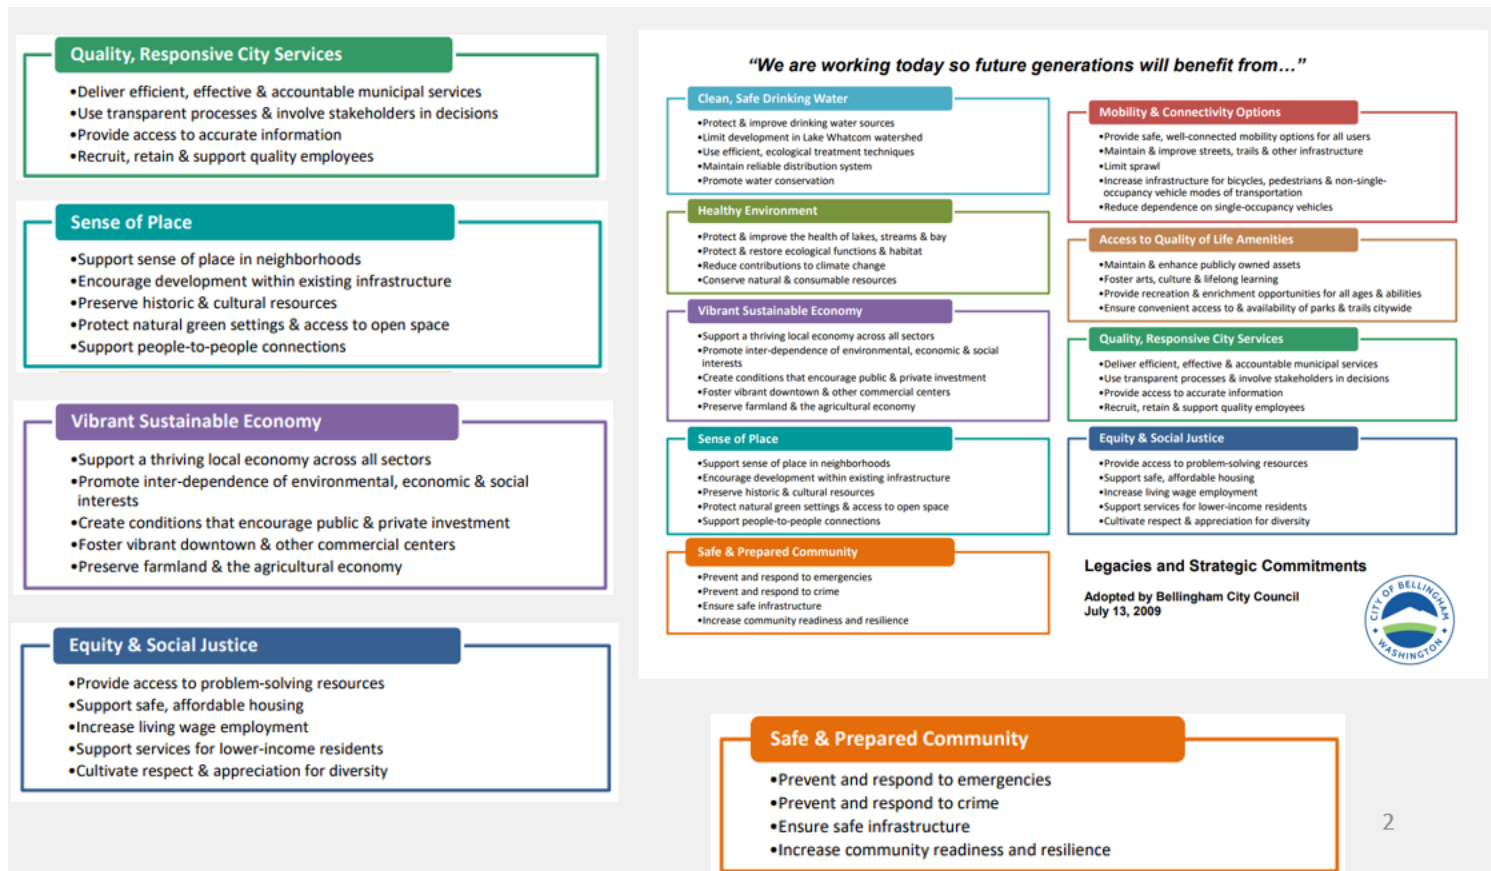 Quality, Responsive City Services
•Deliver efficient, effective & accountable municipal services
•Use transparent processes & involve stakeholders in decisions
•Provide access to accurate information
•Recruit, retain & support quality employees
Sense of Place
•Support sense of place in neighborhoods
•Encourage development within existing infrastructure
•Preserve historic & cultural resources
•Protect natural green settings & access to open space
•Support people-to-people connections
Vibrant Sustainable Economy
•Support a thriving local economy across all sectors
•Promote inter-dependence of environmental, economic & social
interests
•Create conditions that encourage public & private investment
•Foster vibrant downtown & other commercial centers
•Preserve farmland & the agricultural economy
Equity & Social Justice
•Provide access to problem-solving resources
•Support safe, affordable housing
•Increase living wage employment
•Support services for lower-income residents
•Cultivate respect & appreciation for diversity
“We are working today so future generations will benefit from…”
Clean, Safe Drinking Water
•Protect & improve drinking water sources
•Limit development in Lake Whatcom watershed
•Use efficient, ecological treatment techniques
•Maintain reliable distribution system
•Promote water conservation
Healthy Environment
•Protect & improve the health of lakes, streams & bay
•Protect & restore ecological functions & habitat
•Reduce contributions to climate change
•Conserve natural & consumable resources
Vibrant Sustainable Economy
•Support a thriving local economy across all sectors
•Promote inter-dependence of environmental, economic & social
interests
•Create conditions that encourage public & private investment
•Foster vibrant downtown & other commercial centers
•Preserve farmland & the agricultural economy
Sense of Place
•Support sense of place in neighborhoods
•Encourage development within existing infrastructure
•Preserve historic & cultural resources
•Protect natural green settings & access to open space
•Support people-to-people connections
Safe & Prepared Community
•Prevent and respond to emergencies
•Prevent and respond to crime
•Ensure safe infrastructure
•Increase community readiness and resilience
Mobility & Connectivity Options
•Provide safe, well-connected mobility options for all users
•Maintain & improve streets, trails & other infrastructure
•Limit sprawl
•Increase infrastructure for bicycles, pedestrians & non-single-
occupancy vehicle modes of transportation
•Reduce dependence on single-occupancy vehicles
Access to Quality of Life Amenities
•Maintain & enhance publicly owned assets
•Foster arts, culture & lifelong learning
•Provide recreation & enrichment opportunities for all ages & abilities
•Ensure convenient access to & availability of parks & trails citywide
Quality, Responsive City Services
•Deliver efficient, effective & accountable municipal services
•Use transparent processes & involve stakeholders in decisions
•Provide access to accurate information
•Recruit, retain & support quality employees
Equity & Social Justice
•Provide access to problem-solving resources
•Support safe, affordable housing
•Increase living wage employment
•Support services for lower-income residents
•Cultivate respect & appreciation for diversity
Legacies and Strategic Commitments
Adopted by Bellingham City Council
July 13, 2009
CITY OF BELLINGHAM
WASHINGTON
Safe & Prepared Community
•Prevent and respond to emergencies
•Prevent and respond to crime
•Ensure safe infrastructure
•Increase community readiness and resilience
2